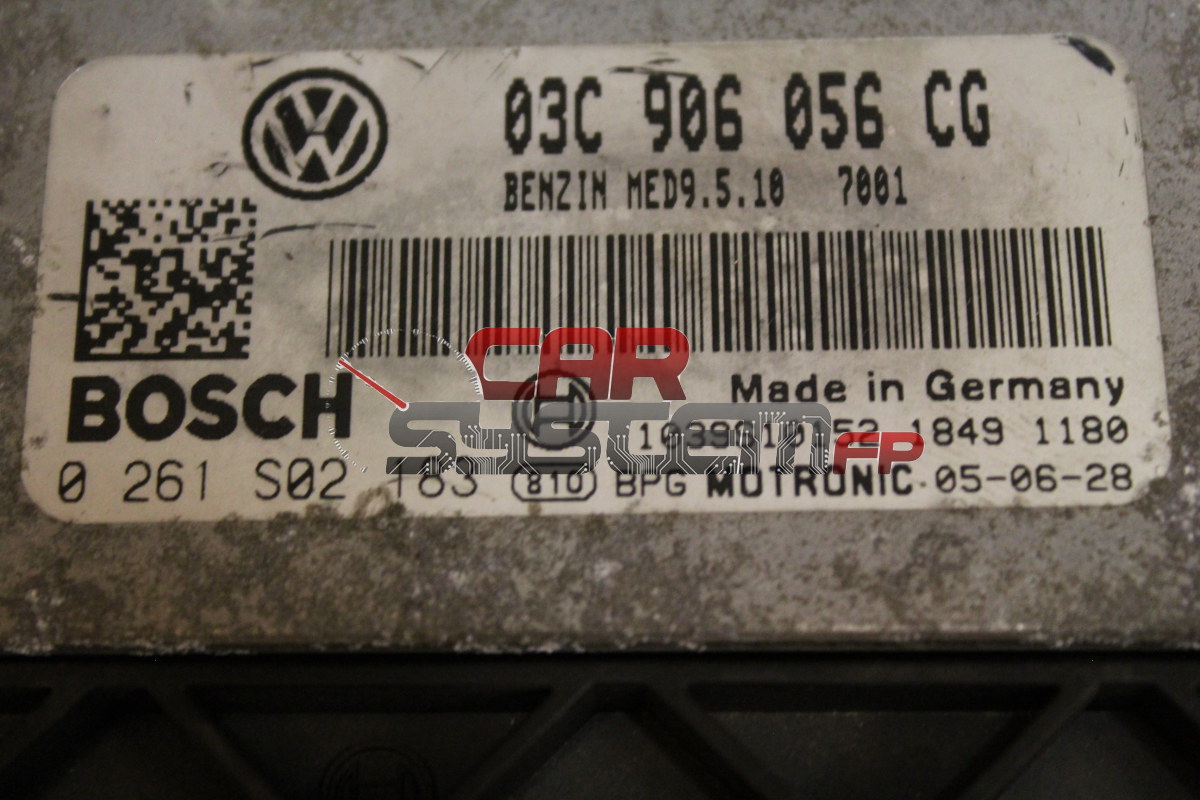 03C 906 056 CG
BENZIN MED9.5.10 7001
BOSCH
Made in Germany
1039S10152 1849 1180
0 261 S02 183 810 BPG MOTRONIC 05-06-28
CAR
SYSTEM FP